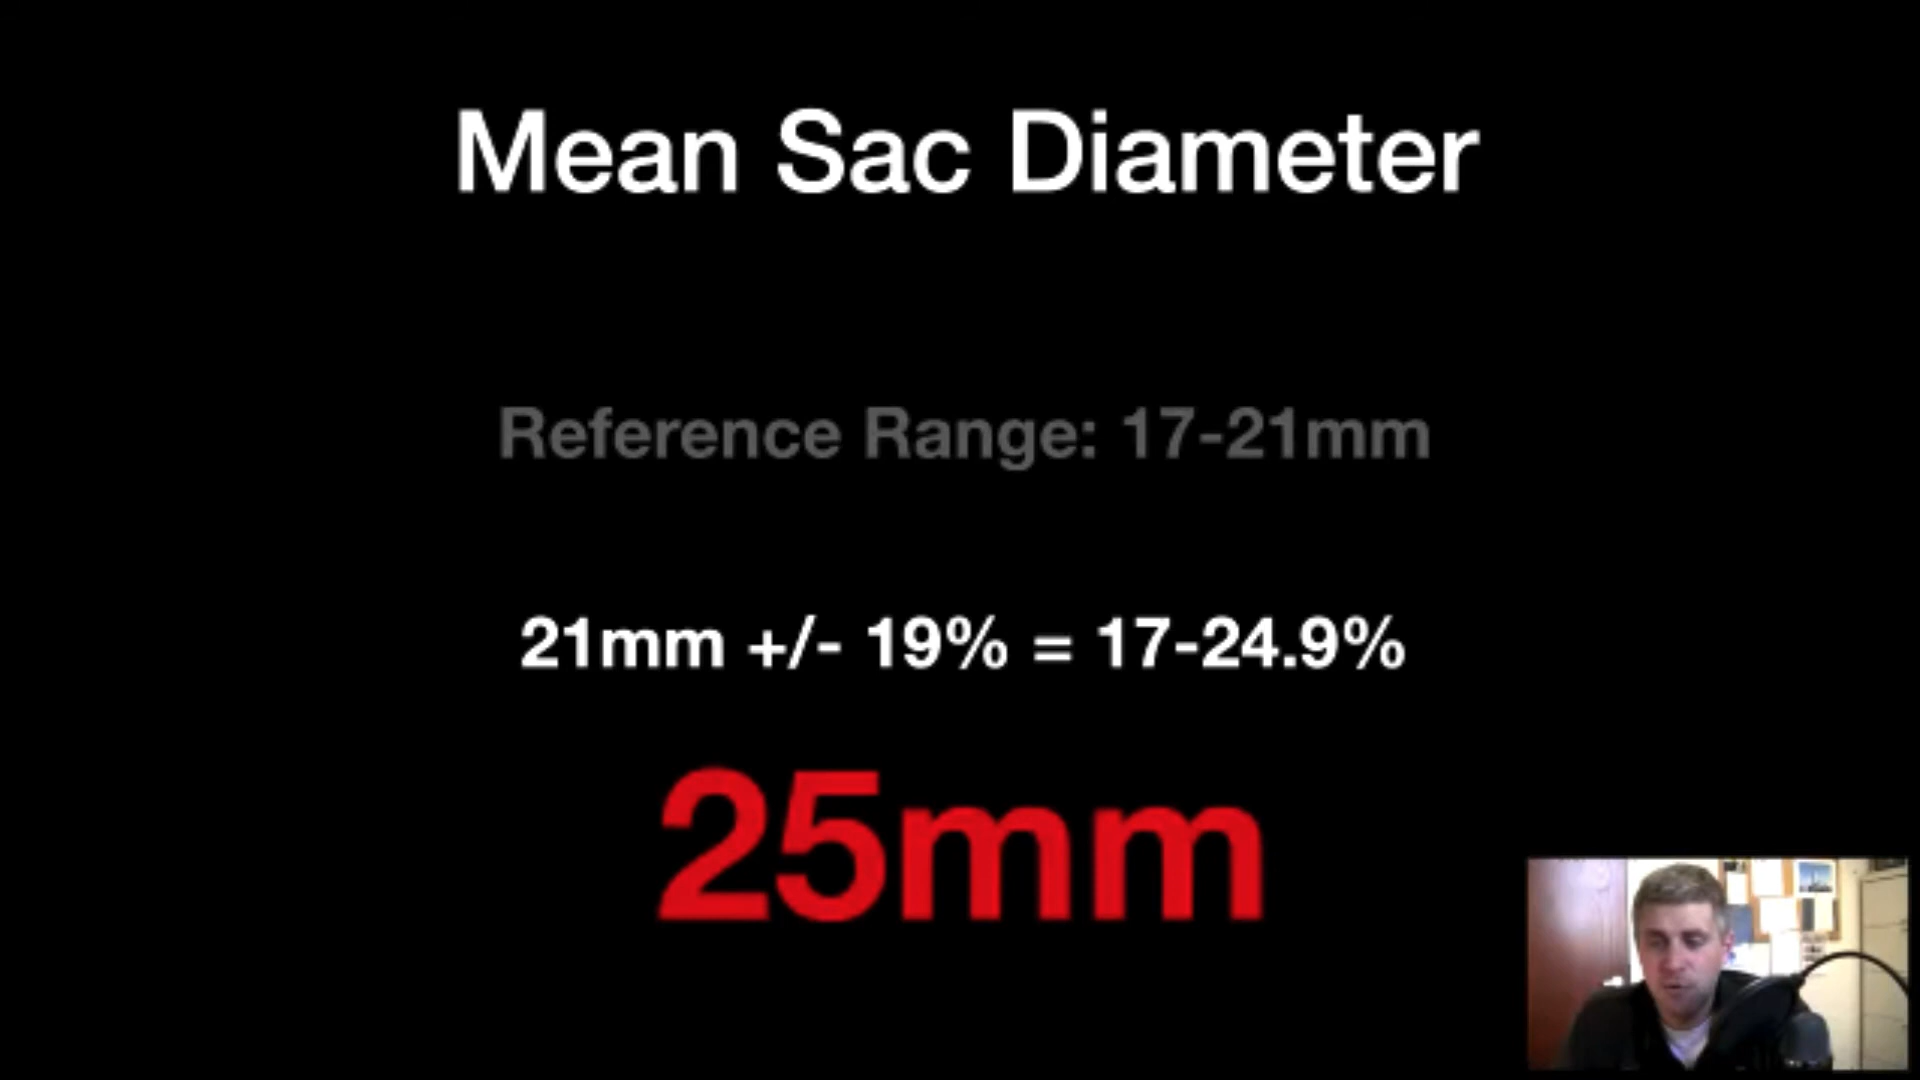 Mean Sac Diameter
Reference Range: 17-21mm
21mm +/- 19% = 17-24.9%
25mm